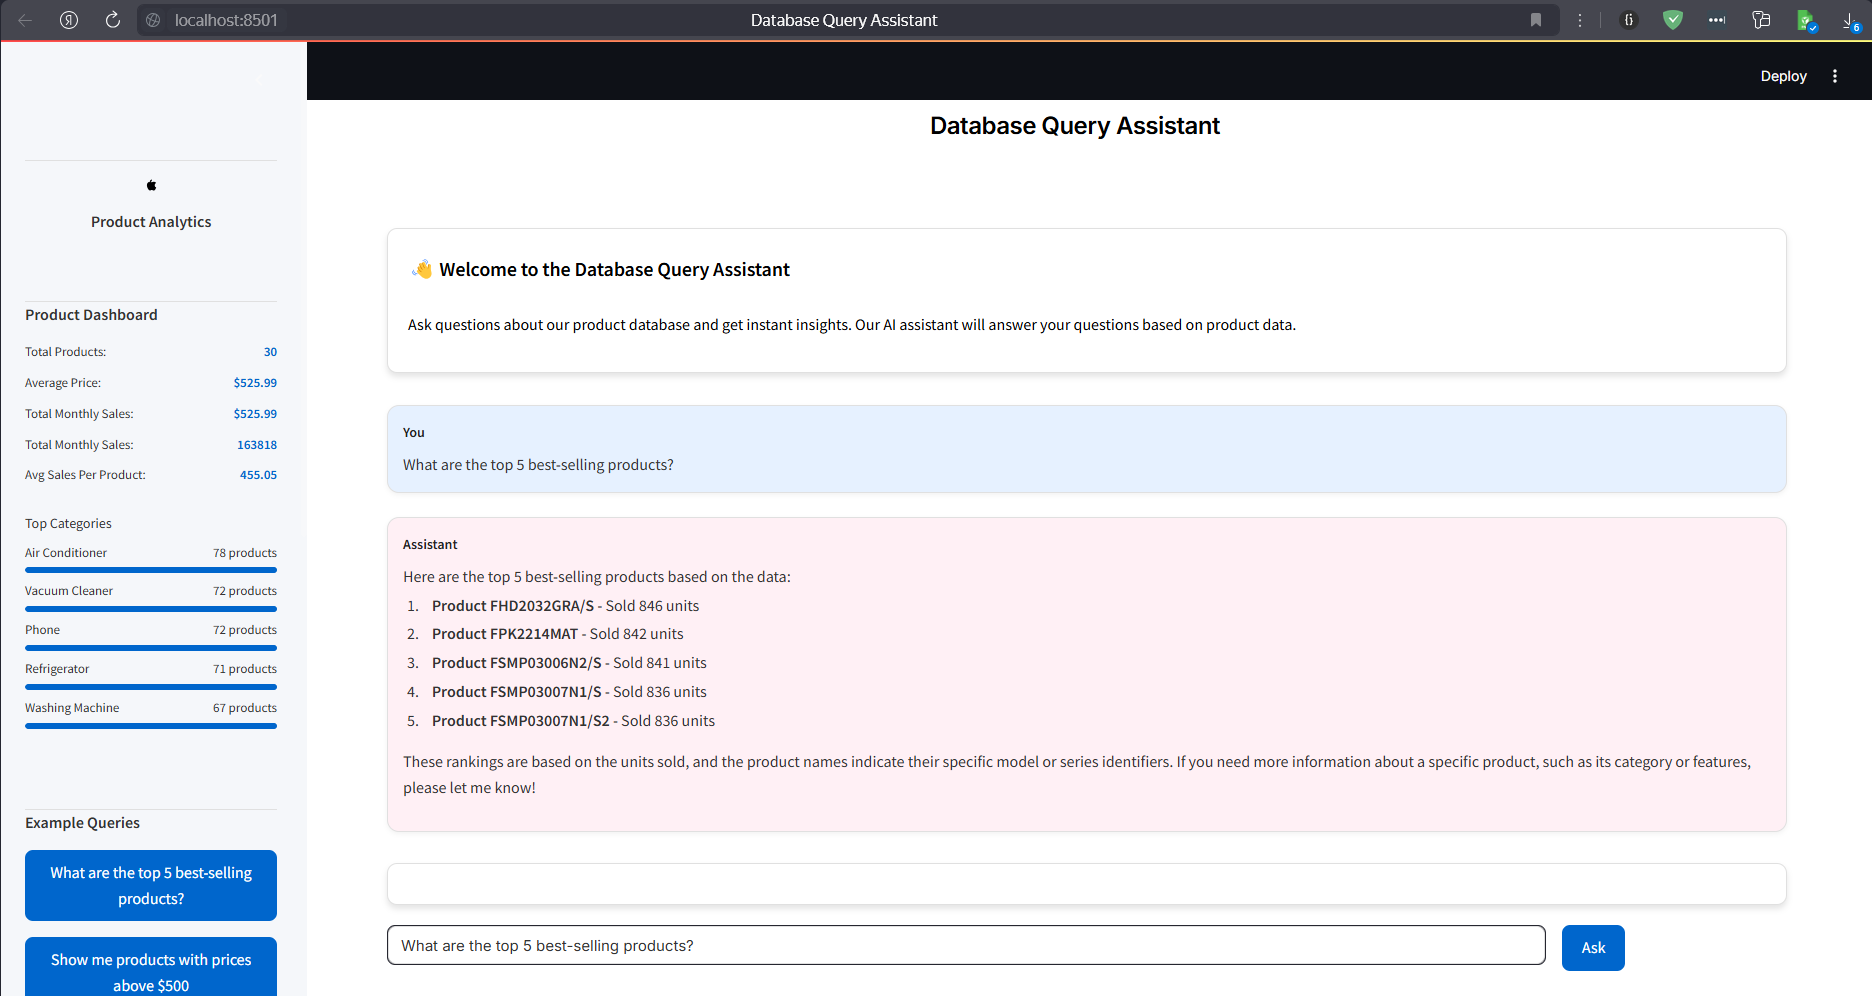 localhost:8501
Database Query Assistant
6
Deploy
Product Analytics
Product Dashboard
Total Products: 30
Average Price: $525.99
Total Monthly Sales: $525.99
Total Monthly Sales: 163818
Avg Sales Per Product: 455.05
Top Categories
Air Conditioner 78 products
Vacuum Cleaner 72 products
Phone 72 products
Refrigerator 71 products
Washing Machine 67 products
Example Queries
What are the top 5 best-selling
products?
Show me products with prices
above $500
Database Query Assistant
👋 Welcome to the Database Query Assistant
Ask questions about our product database and get instant insights. Our AI assistant will answer your questions based on product data.
You
What are the top 5 best-selling products?
Assistant
Here are the top 5 best-selling products based on the data:
1. Product FHD2032GRA/S - Sold 846 units
2. Product FPK2214MAT - Sold 842 units
3. Product FSMP03006N2/S - Sold 841 units
4. Product FSMP03007N1/S - Sold 836 units
5. Product FSMP03007N1/S2 - Sold 836 units
These rankings are based on the units sold, and the product names indicate their specific model or series identifiers. If you need more information about a specific product, such as its category or features,
please let me know!
What are the top 5 best-selling products?
Ask